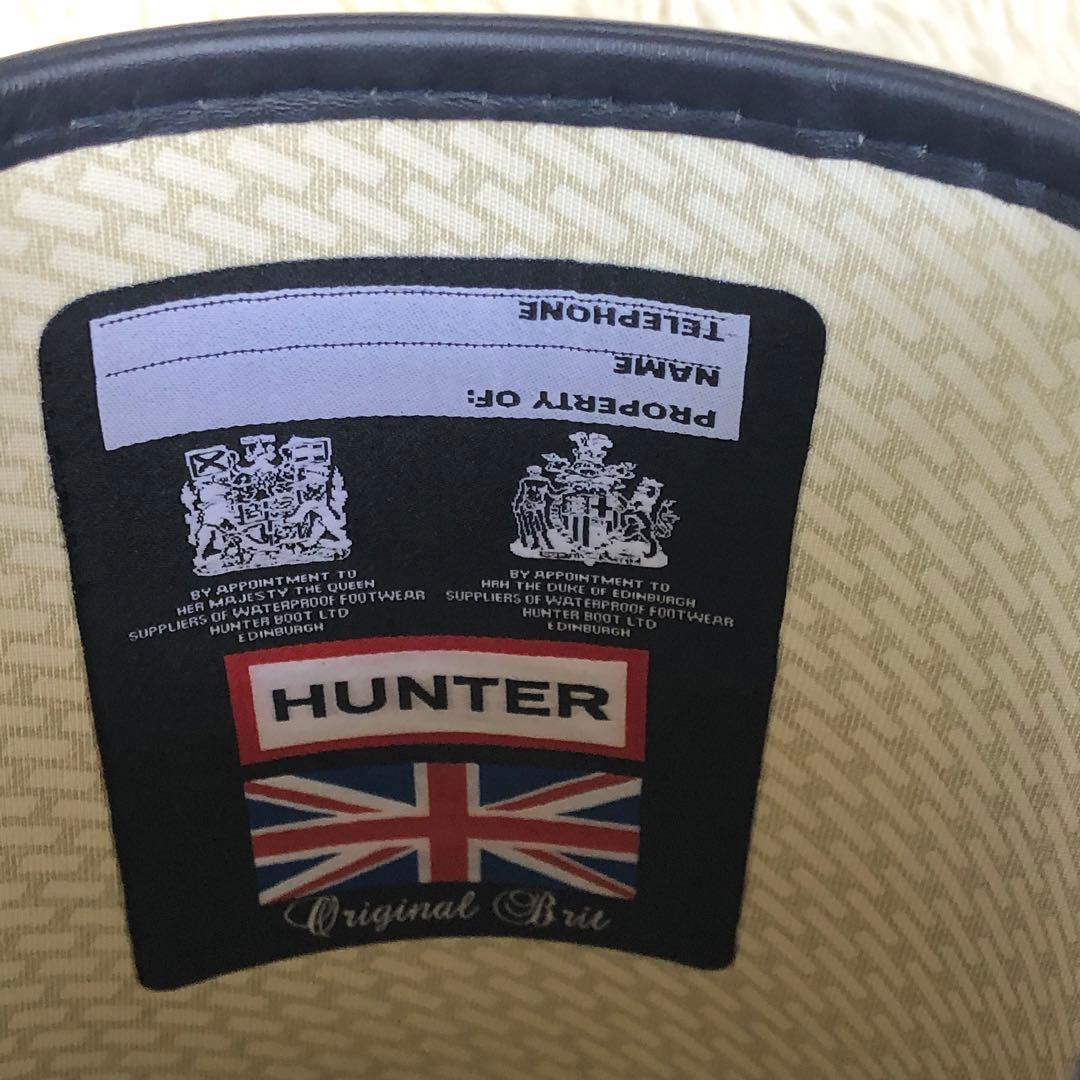 PROPERTY OF:
NAME
TELEPHONE
BY APPOINTMENT TO
HER MAJESTY THE QUEEN
SUPPLIERS OF WATERPROOF FOOTWEAR
HUNTER BOOT LTD
EDINBURGH
BY APPOINTMENT TO
HRH THE DUKE OF EDINBURGH
SUPPLIERS OF WATERPROOF FOOTWEAR
HUNTER BOOT LTD
EDINBURGH
HUNTER
Original Brit